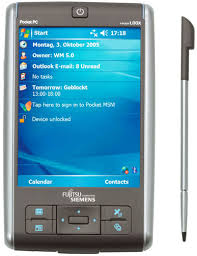 Pocket PC
LOOX
Start
17:18
Montag, 3. Oktober 2005
Owner: WM 5.0
Outlook E-mail: 8 Unread
No tasks
Tomorrow: Geblockt
13:00-18:00
Tap here to sign in to Pocket MSN!
Device unlocked
Calendar
Contacts
FUJITSU
SIEMENS